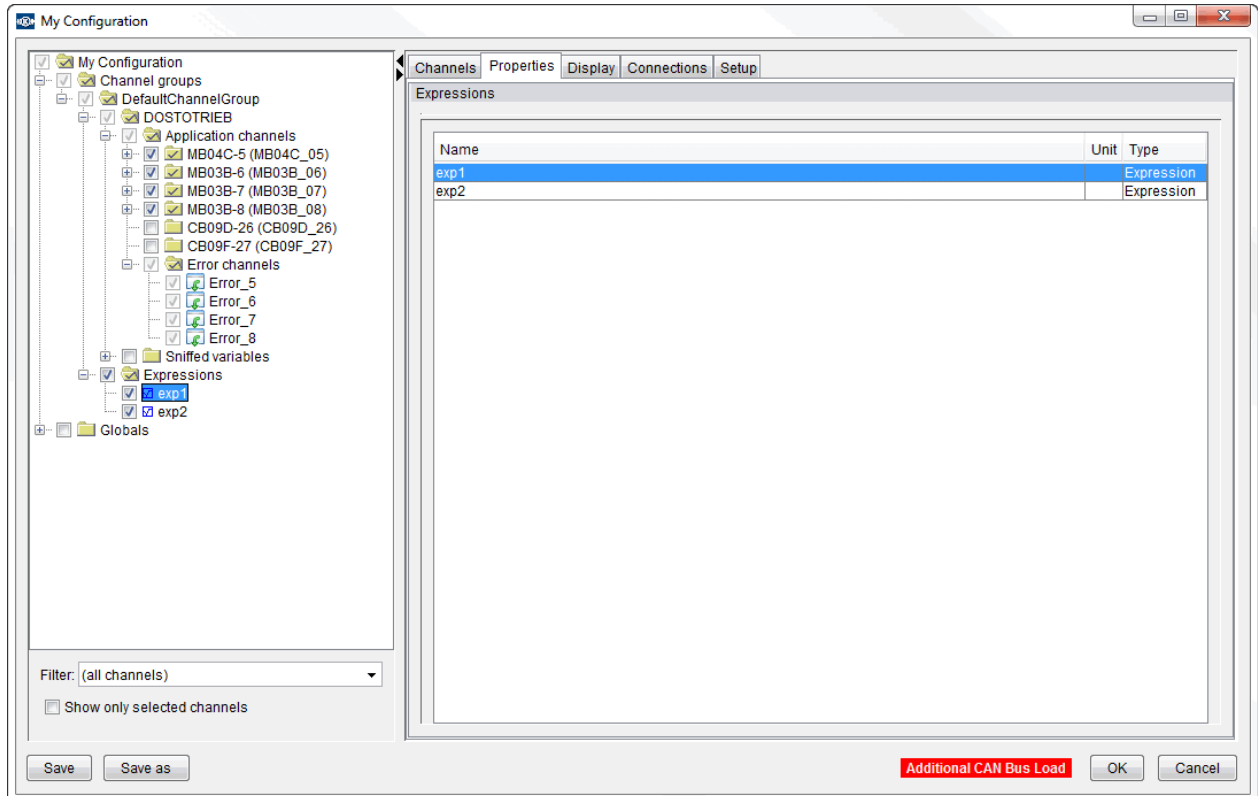 My Configuration
My Configuration
Channel groups
DefaultChannelGroup
DOSTOTRIEB
Application channels
MB04C-5 (MB04C_05)
MB03B-6 (MB03B_06)
MB03B-7 (MB03B_07)
MB03B-8 (MB03B_08)
CB09D-26 (CB09D_26)
CB09F-27 (CB09F_27)
Error channels
Error_5
Error_6
Error_7
Error_8
Sniffed variables
Expressions
exp1
exp2
Globals
Filter: (all channels)
Show only selected channels
Channels Properties Display Connections Setup
Expressions
Name Unit Type
exp1 Expression
exp2 Expression
Save Save as Additional CAN Bus Load OK Cancel